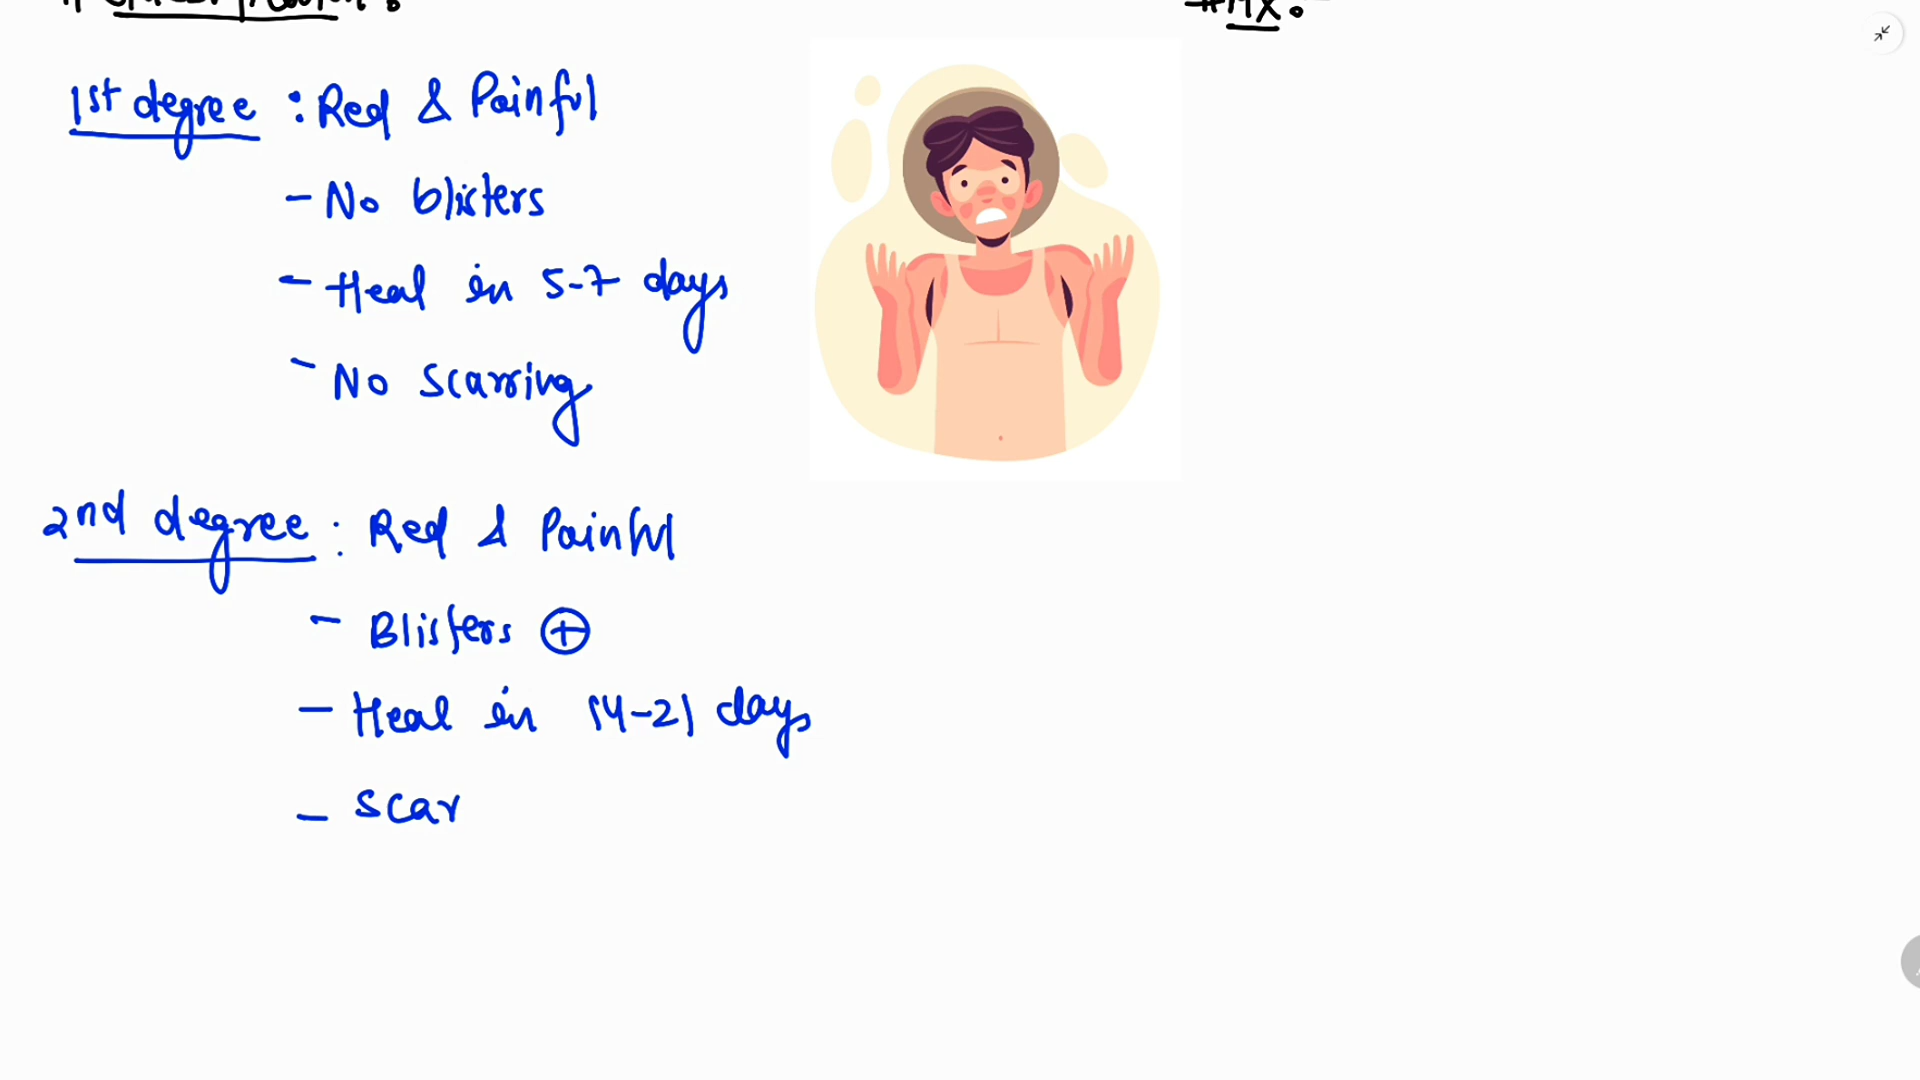 1st degree : Red & Painful
- No blisters
- Heal in 5-7 days
- No scarring
2nd degree : Red & Painful
- Blisters ⊕
- Heal in 14-21 days
- Scar